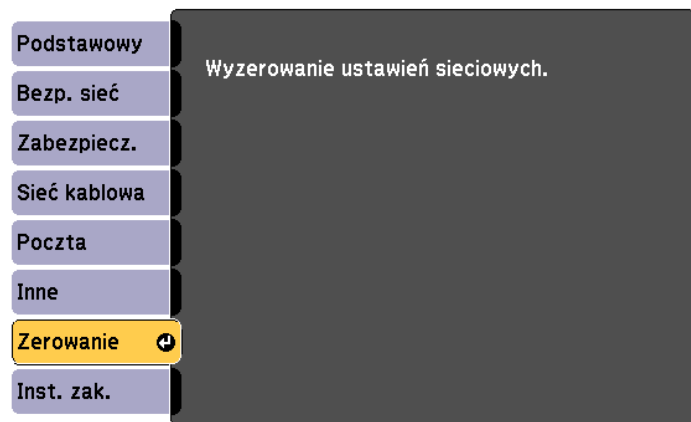 Podstawowy
Bezp. sieć
Zabezpiecz.
Sieć kablowa
Poczta
Inne
Zerowanie
Inst. zak.
Wyzerowanie ustawień sieciowych.